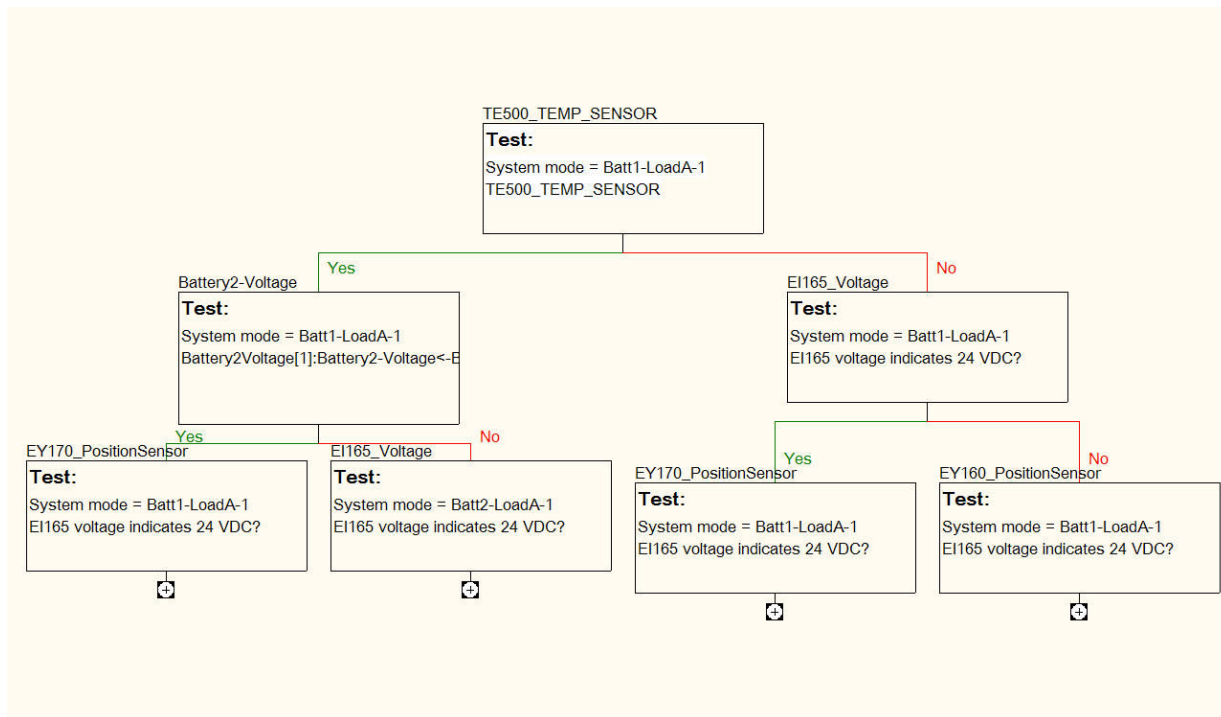 TE500_TEMP_SENSOR
Test:
System mode = Batt1-LoadA-1
TE500_TEMP_SENSOR
Yes
No
Battery2-Voltage
Test:
System mode = Batt1-LoadA-1
Battery2Voltage[1]:Battery2-Voltage<-E
EI165_Voltage
Test:
System mode = Batt1-LoadA-1
EI165 voltage indicates 24 VDC?
Yes
No
EY170_PositionSensor
Test:
System mode = Batt1-LoadA-1
EI165 voltage indicates 24 VDC?
EI165_Voltage
Test:
System mode = Batt2-LoadA-1
EI165 voltage indicates 24 VDC?
Yes
No
EY170_PositionSensor
Test:
System mode = Batt1-LoadA-1
EI165 voltage indicates 24 VDC?
EY160_PositionSensor
Test:
System mode = Batt1-LoadA-1
EI165 voltage indicates 24 VDC?